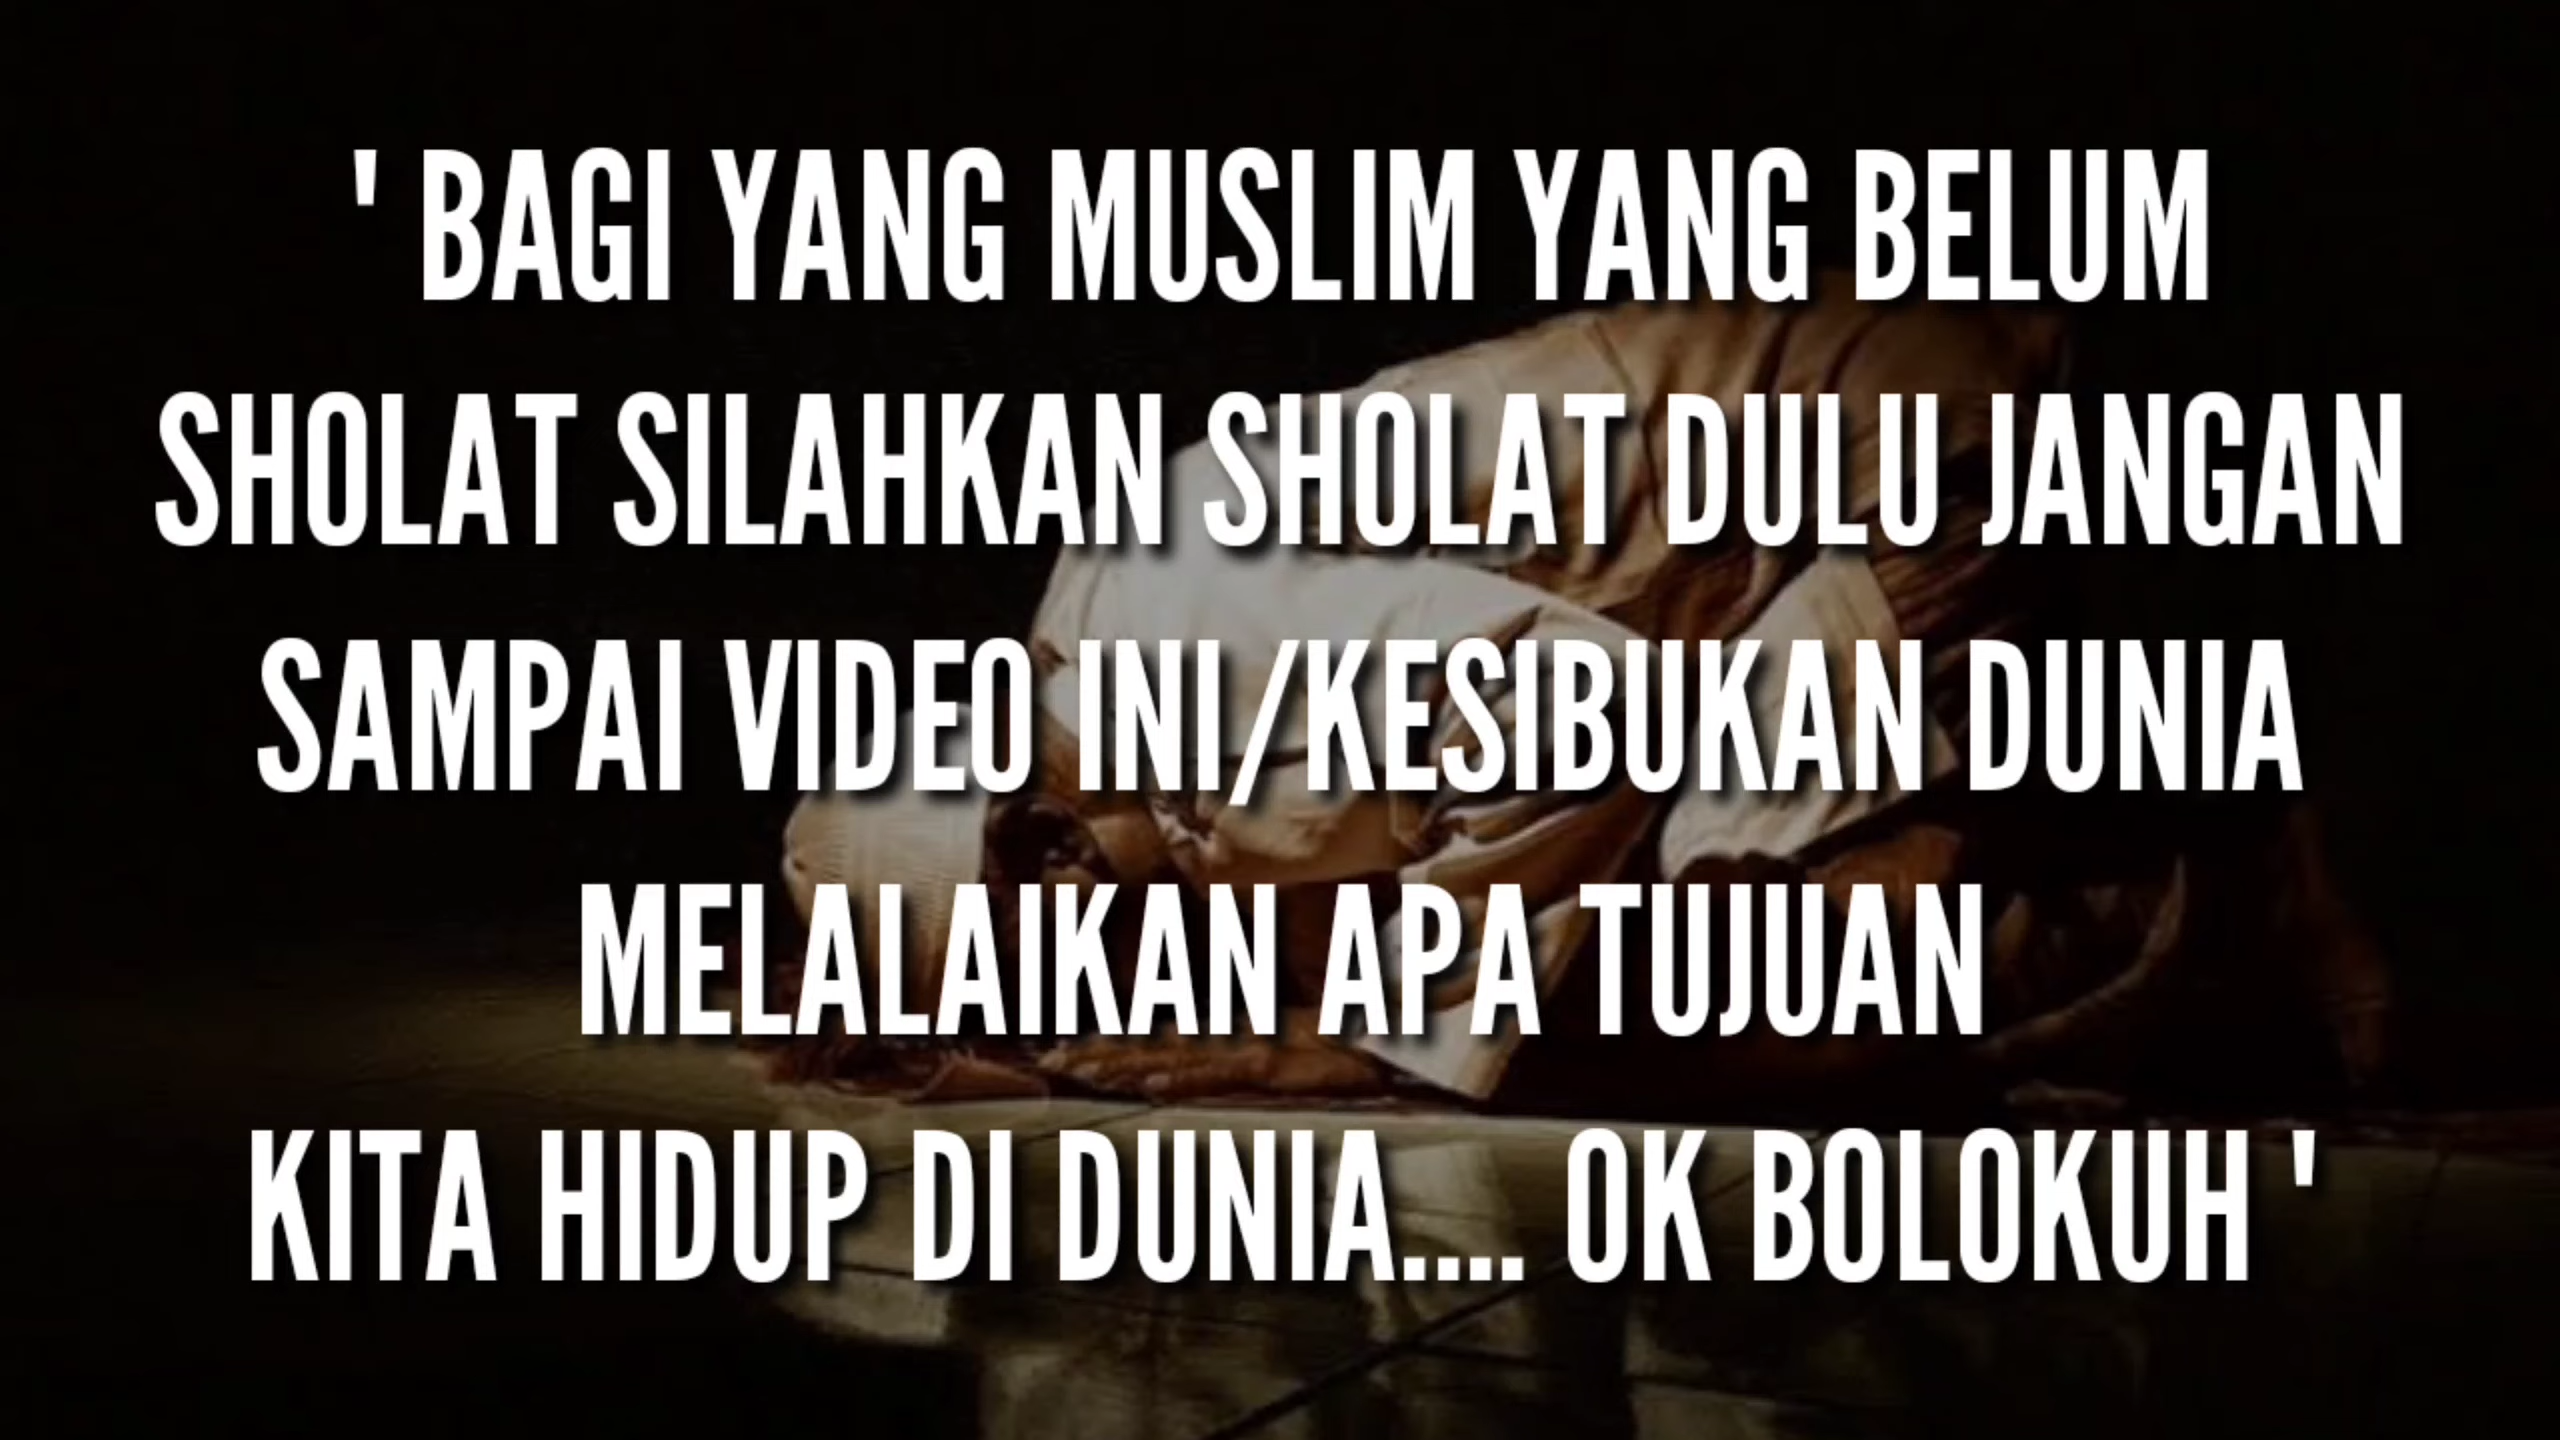 ' BAGI YANG MUSLIM YANG BELUM
SHOLAT SILAHKAN SHOLAT DULU JANGAN
SAMPAI VIDEO INI/KESIBUKAN DUNIA
MELALAIKAN APA TUJUAN
KITA HIDUP DI DUNIA.... OK BOLOKUH '